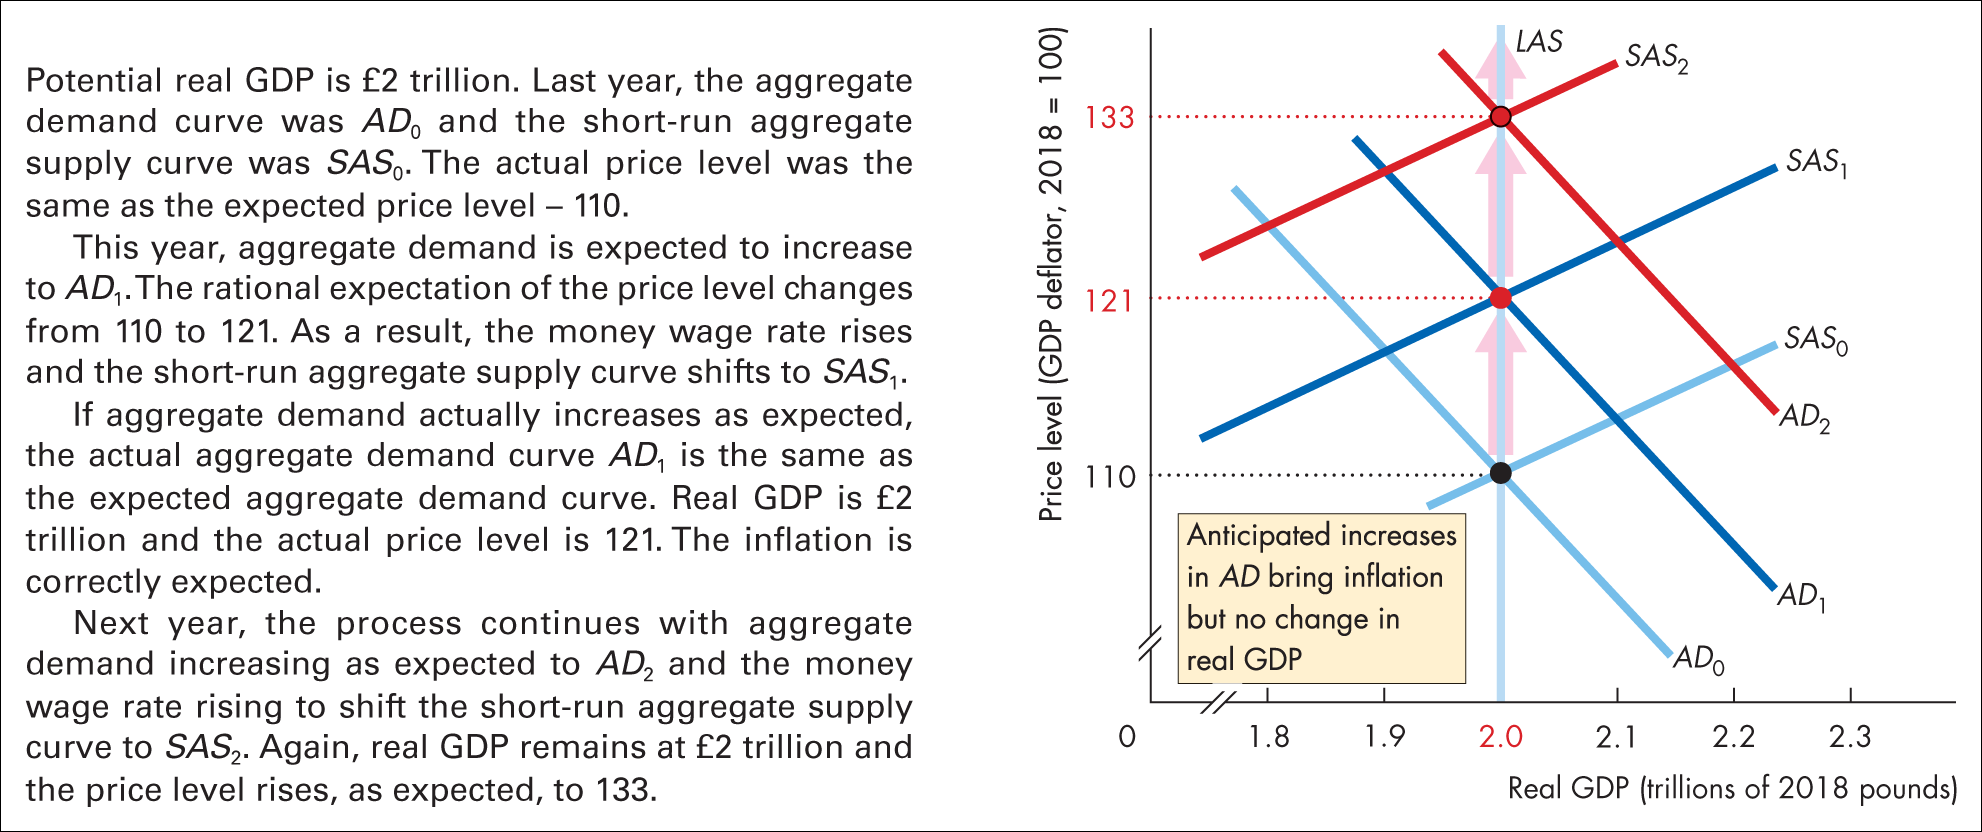 Potential real GDP is £2 trillion. Last year, the aggregate
demand curve was AD0 and the short-run aggregate
supply curve was SAS0. The actual price level was the
same as the expected price level – 110.
This year, aggregate demand is expected to increase
to AD1. The rational expectation of the price level changes
from 110 to 121. As a result, the money wage rate rises
and the short-run aggregate supply curve shifts to SAS1.
If aggregate demand actually increases as expected,
the actual aggregate demand curve AD1 is the same as
the expected aggregate demand curve. Real GDP is £2
trillion and the actual price level is 121. The inflation is
correctly expected.
Next year, the process continues with aggregate
demand increasing as expected to AD2 and the money
wage rate rising to shift the short-run aggregate supply
curve to SAS2. Again, real GDP remains at £2 trillion and
the price level rises, as expected, to 133.
Price level (GDP deflator, 2018 = 100)
LAS
SAS2
133
SAS1
121
SAS0
AD2
110
Anticipated increases
in AD bring inflation
but no change in
real GDP
AD1
AD0
0
1.8
1.9
2.0
2.1
2.2
2.3
Real GDP (trillions of 2018 pounds)